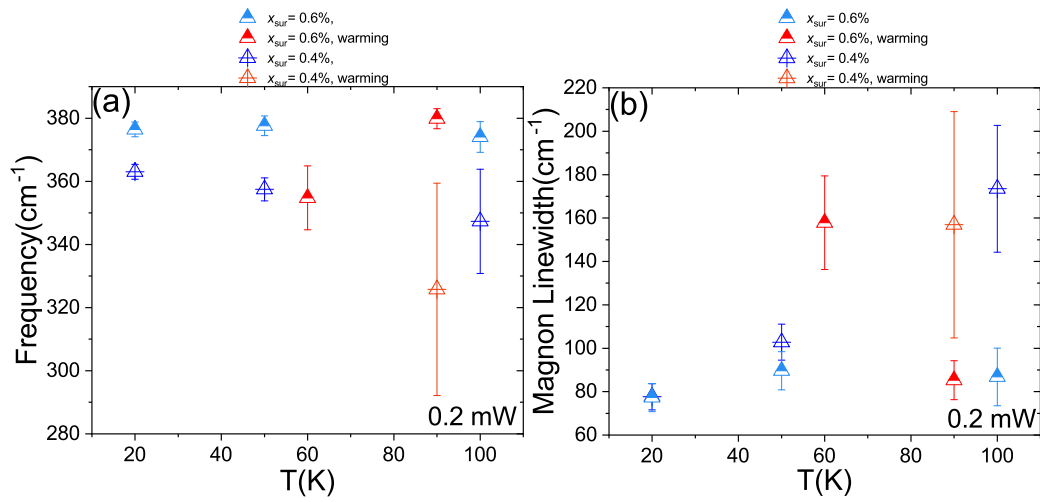 x_sur= 0.6%,
x_sur= 0.6%, warming
x_sur= 0.4%,
x_sur= 0.4%, warming
(a)
380
360
340
320
300
280
Frequency(cm⁻¹)
20 40 60 80 100
T(K)
0.2 mW
x_sur= 0.6%
x_sur= 0.6%, warming
x_sur= 0.4%
x_sur= 0.4%, warming
(b)
220
200
180
160
140
120
100
80
60
Magnon Linewidth(cm⁻¹)
20 40 60 80 100
T(K)
0.2 mW